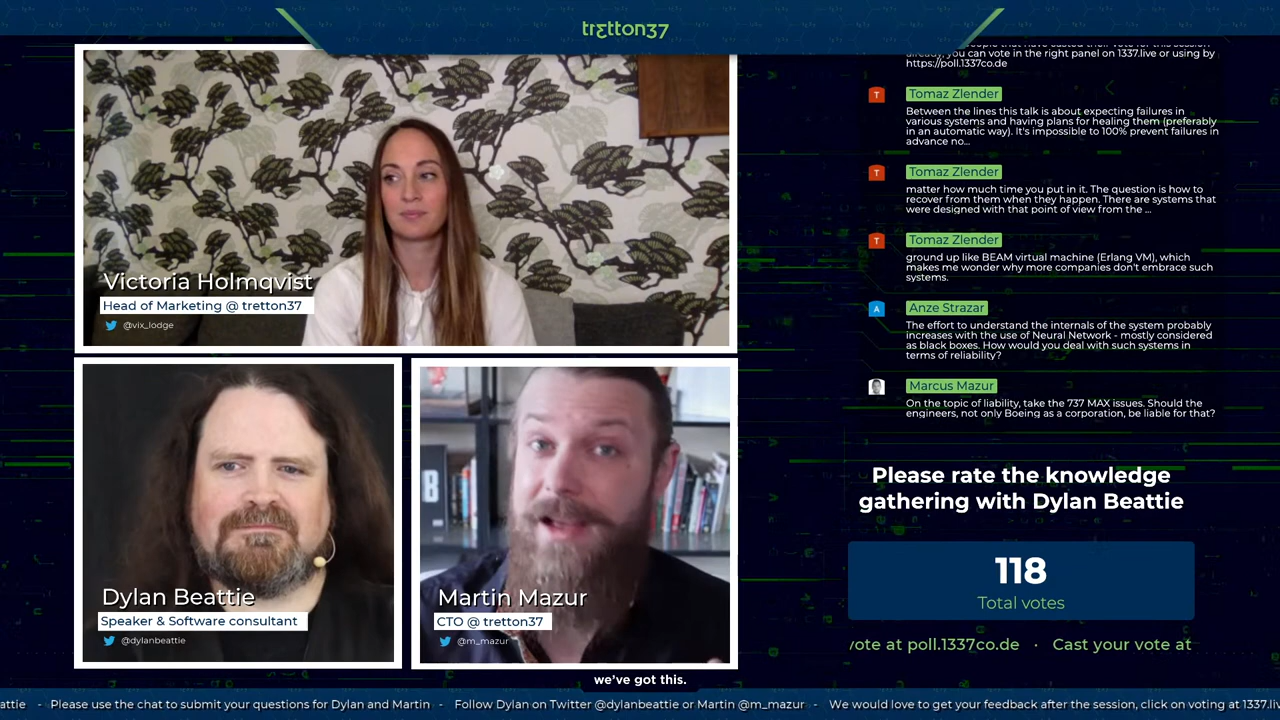 tretton37
Victoria Holmqvist
Head of Marketing @ tretton37
@vix_lodge
Dylan Beattie
Speaker & Software consultant
@dylanbeattie
Martin Mazur
CTO @ tretton37
@m_mazur
we've got this.
already, you can vote in the right panel on 1337.live or using by
https://poll.1337co.de
T
Tomaz Zlender
Between the lines this talk is about expecting failures in
various systems and having plans for healing them (preferably
in an automatic way). It's impossible to 100% prevent failures in
advance no...
T
Tomaz Zlender
matter how much time you put in it. The question is how to
recover from them when they happen. There are systems that
were designed with that point of view from the ...
T
Tomaz Zlender
ground up like BEAM virtual machine (Erlang VM), which
makes me wonder why more companies don't embrace such
systems.
A
Anze Strazar
The effort to understand the internals of the system probably
increases with the use of Neural Network - mostly considered
as black boxes. How would you deal with such systems in
terms of reliability?
Marcus Mazur
On the topic of liability, take the 737 MAX issues. Should the
engineers, not only Boeing as a corporation, be liable for that?
Please rate the knowledge
gathering with Dylan Beattie
118
Total votes
vote at poll.1337co.de · Cast your vote at
attie - Please use the chat to submit your questions for Dylan and Martin - Follow Dylan on Twitter @dylanbeattie or Martin @m_mazur - We would love to get your feedback after the session, click on voting at 1337.li